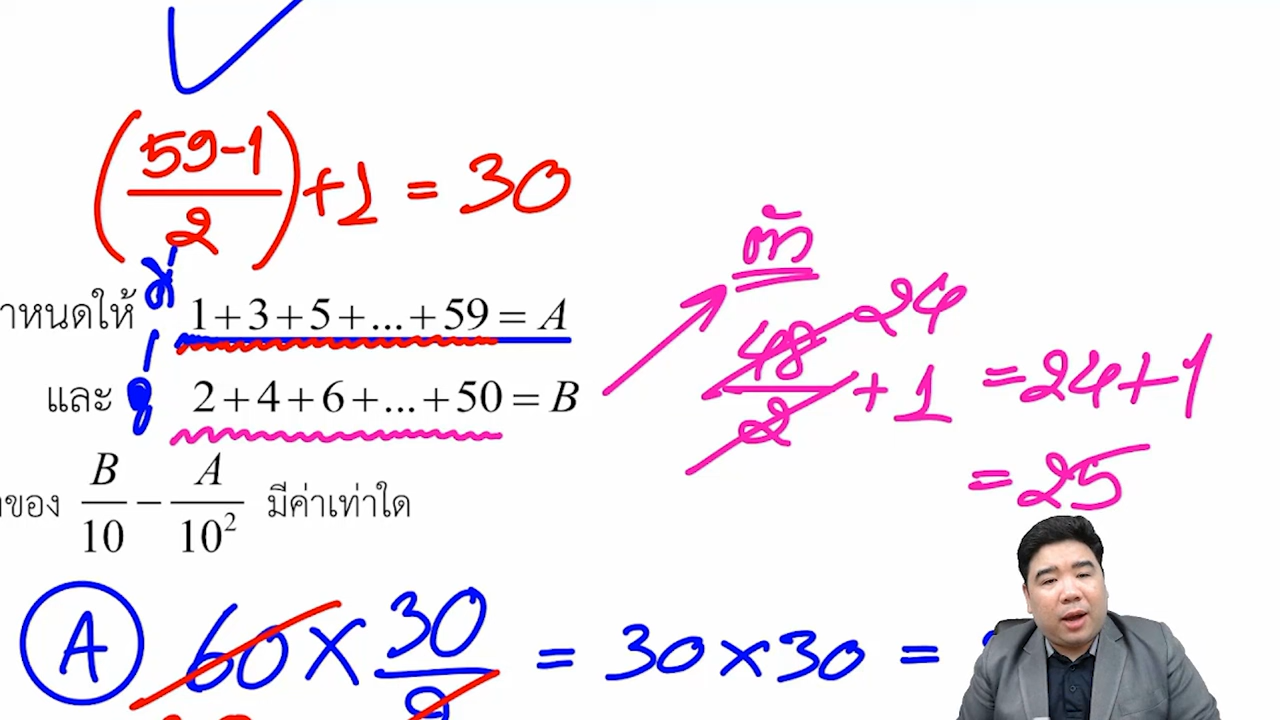 (59-1/2)+1 = 30
ำหนดให้ 1+3+5+...+59 = A
และ 2+4+6+...+50 = B
ของ B/10 − A/10² มีค่าเท่าใด
ตัว
48/2 24 + 1 = 24+1
= 25
A 60 × 30/2 = 30×30 =